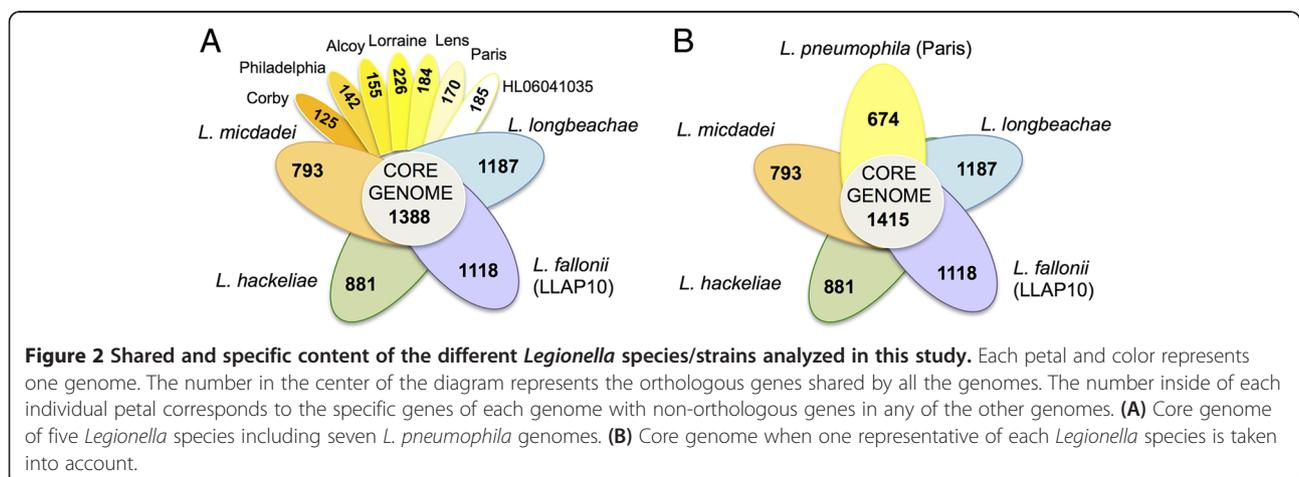 A
Corby
Philadelphia
Alcoy
Lorraine
Lens
Paris
HL06041035
125
142
155
226
184
170
185
L. micdadei
793
L. longbeachae
1187
CORE
GENOME
1388
L. hackeliae
881
1118
L. fallonii
(LLAP10)
B
L. pneumophila (Paris)
674
L. micdadei
793
L. longbeachae
1187
CORE
GENOME
1415
L. hackeliae
881
1118
L. fallonii
(LLAP10)
Figure 2 Shared and specific content of the different Legionella species/strains analyzed in this study. Each petal and color represents
one genome. The number in the center of the diagram represents the orthologous genes shared by all the genomes. The number inside of each
individual petal corresponds to the specific genes of each genome with non-orthologous genes in any of the other genomes. (A) Core genome
of five Legionella species including seven L. pneumophila genomes. (B) Core genome when one representative of each Legionella species is taken
into account.